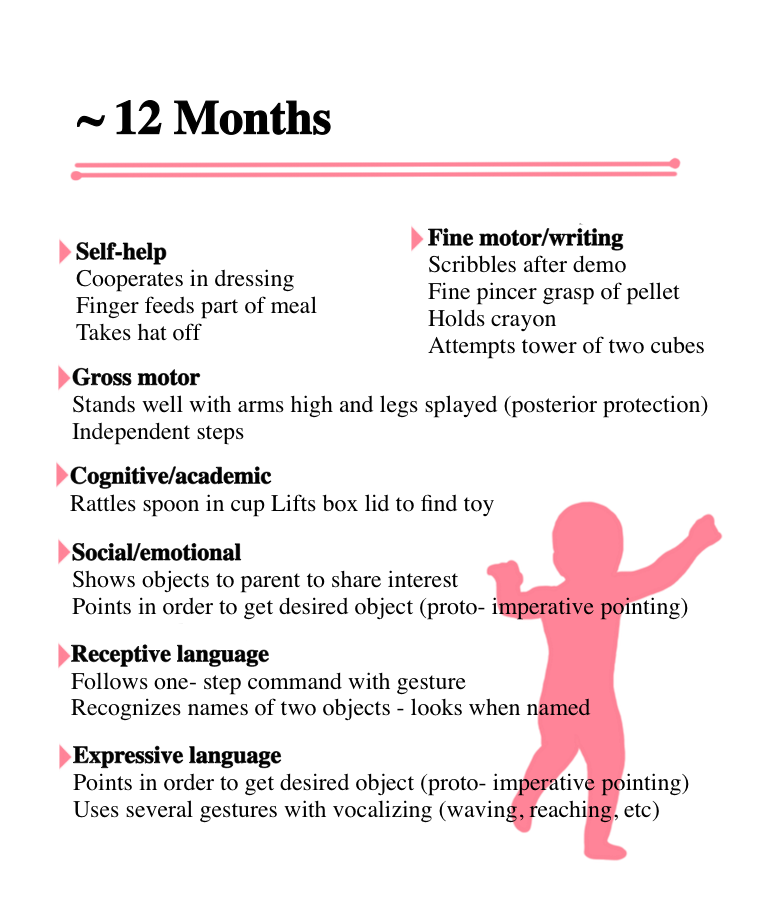 ~ 12 Months
Self-help
Cooperates in dressing
Finger feeds part of meal
Takes hat off
Fine motor/writing
Scribbles after demo
Fine pincer grasp of pellet
Holds crayon
Attempts tower of two cubes
Gross motor
Stands well with arms high and legs splayed (posterior protection)
Independent steps
Cognitive/academic
Rattles spoon in cup Lifts box lid to find toy
Social/emotional
Shows objects to parent to share interest
Points in order to get desired object (proto- imperative pointing)
Receptive language
Follows one- step command with gesture
Recognizes names of two objects - looks when named
Expressive language
Points in order to get desired object (proto- imperative pointing)
Uses several gestures with vocalizing (waving, reaching, etc)